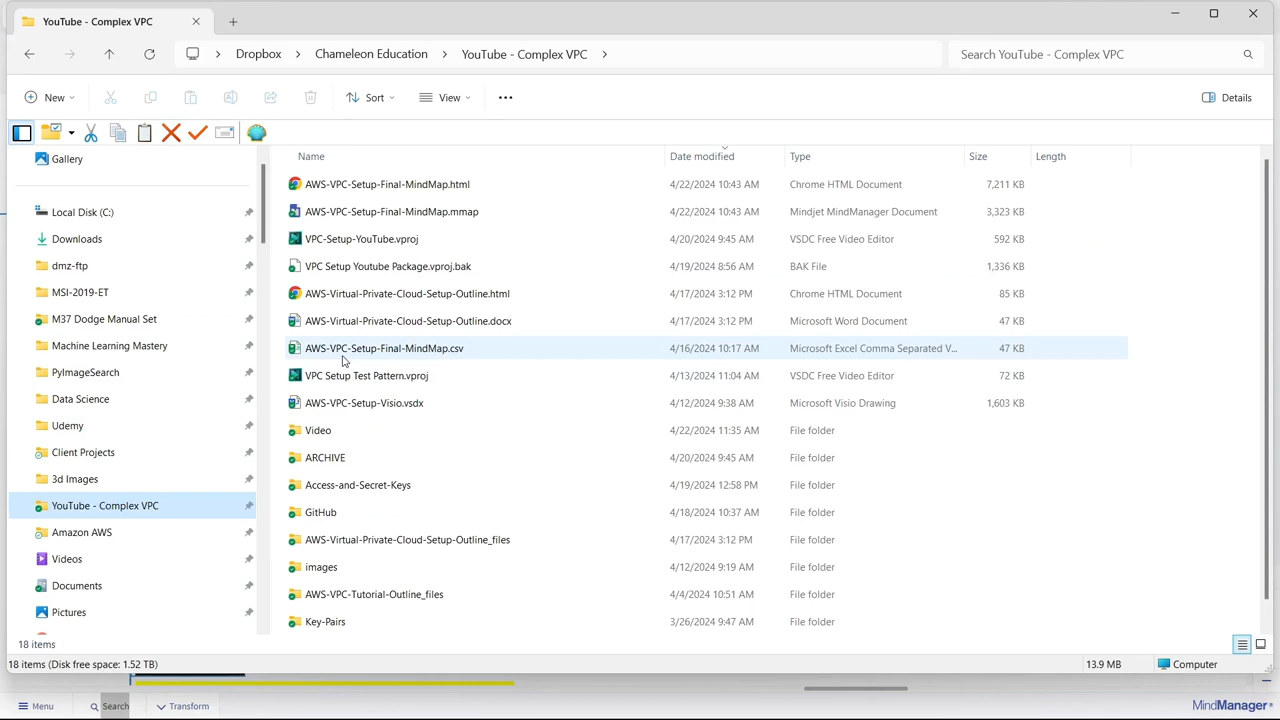 YouTube - Complex VPC
Dropbox > Chameleon Education > YouTube - Complex VPC >
Search YouTube - Complex VPC
New
Sort
View
Details
Name Date modified Type Size Length
Gallery
Local Disk (C:)
Downloads
dmz-ftp
MSI-2019-ET
M37 Dodge Manual Set
Machine Learning Mastery
PyImageSearch
Data Science
Udemy
Client Projects
3d Images
YouTube - Complex VPC
Amazon AWS
Videos
Documents
Pictures
AWS-VPC-Setup-Final-MindMap.html 4/22/2024 10:43 AM Chrome HTML Document 7,211 KB
AWS-VPC-Setup-Final-MindMap.mmap 4/22/2024 10:43 AM Mindjet MindManager Document 3,323 KB
VPC-Setup-YouTube.vproj 4/20/2024 9:45 AM VSDC Free Video Editor 592 KB
VPC Setup Youtube Package.vproj.bak 4/19/2024 8:56 AM BAK File 1,336 KB
AWS-Virtual-Private-Cloud-Setup-Outline.html 4/17/2024 3:12 PM Chrome HTML Document 85 KB
AWS-Virtual-Private-Cloud-Setup-Outline.docx 4/17/2024 3:12 PM Microsoft Word Document 47 KB
AWS-VPC-Setup-Final-MindMap.csv 4/16/2024 10:17 AM Microsoft Excel Comma Separated V... 47 KB
VPC Setup Test Pattern.vproj 4/13/2024 11:04 AM VSDC Free Video Editor 72 KB
AWS-VPC-Setup-Visio.vsdx 4/12/2024 9:38 AM Microsoft Visio Drawing 1,603 KB
Video 4/22/2024 11:35 AM File folder
ARCHIVE 4/20/2024 9:45 AM File folder
Access-and-Secret-Keys 4/19/2024 12:58 PM File folder
GitHub 4/18/2024 10:37 AM File folder
AWS-Virtual-Private-Cloud-Setup-Outline_files 4/17/2024 3:12 PM File folder
images 4/12/2024 9:19 AM File folder
AWS-VPC-Tutorial-Outline_files 4/4/2024 10:51 AM File folder
Key-Pairs 3/26/2024 9:47 AM File folder
18 items
18 items (Disk free space: 1.52 TB) 13.9 MB Computer
Menu Search Transform MindManager